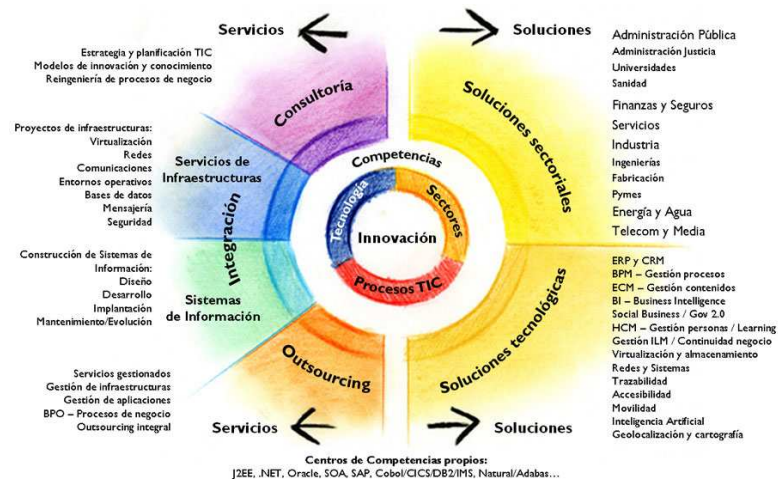 Servicios
Soluciones
Estrategia y planificación TIC
Modelos de innovación y conocimiento
Reingeniería de procesos de negocio
Consultoría
Proyectos de infraestructuras:
Virtualización
Redes
Comunicaciones
Entornos operativos
Bases de datos
Mensajería
Seguridad
Servicios de
Infraestructuras
Integración
Construcción de Sistemas de
Información:
Diseño
Desarrollo
Implantación
Mantenimiento/Evolución
Sistemas
de Información
Servicios gestionados
Gestión de infraestructuras
Gestión de aplicaciones
BPO – Procesos de negocio
Outsourcing integral
Outsourcing
Servicios
Competencias
Tecnología
Sectores
Innovación
Procesos TIC
Soluciones sectoriales
Administración Pública
Administración Justicia
Universidades
Sanidad
Finanzas y Seguros
Servicios
Industria
Ingenierías
Fabricación
Pymes
Energía y Agua
Telecom y Media
Soluciones tecnológicas
ERP y CRM
BPM – Gestión procesos
ECM – Gestión contenidos
BI – Business Intelligence
Social Business / Gov 2.0
HCM – Gestión personas / Learning
Gestión ILM / Continuidad negocio
Virtualización y almacenamiento
Redes y Sistemas
Trazabilidad
Accesibilidad
Movilidad
Inteligencia Artificial
Geolocalización y cartografía
Soluciones
Centros de Competencias propios:
J2EE, .NET, Oracle, SOA, SAP, Cobol/CICS/DB2/IMS, Natural/Adabas...